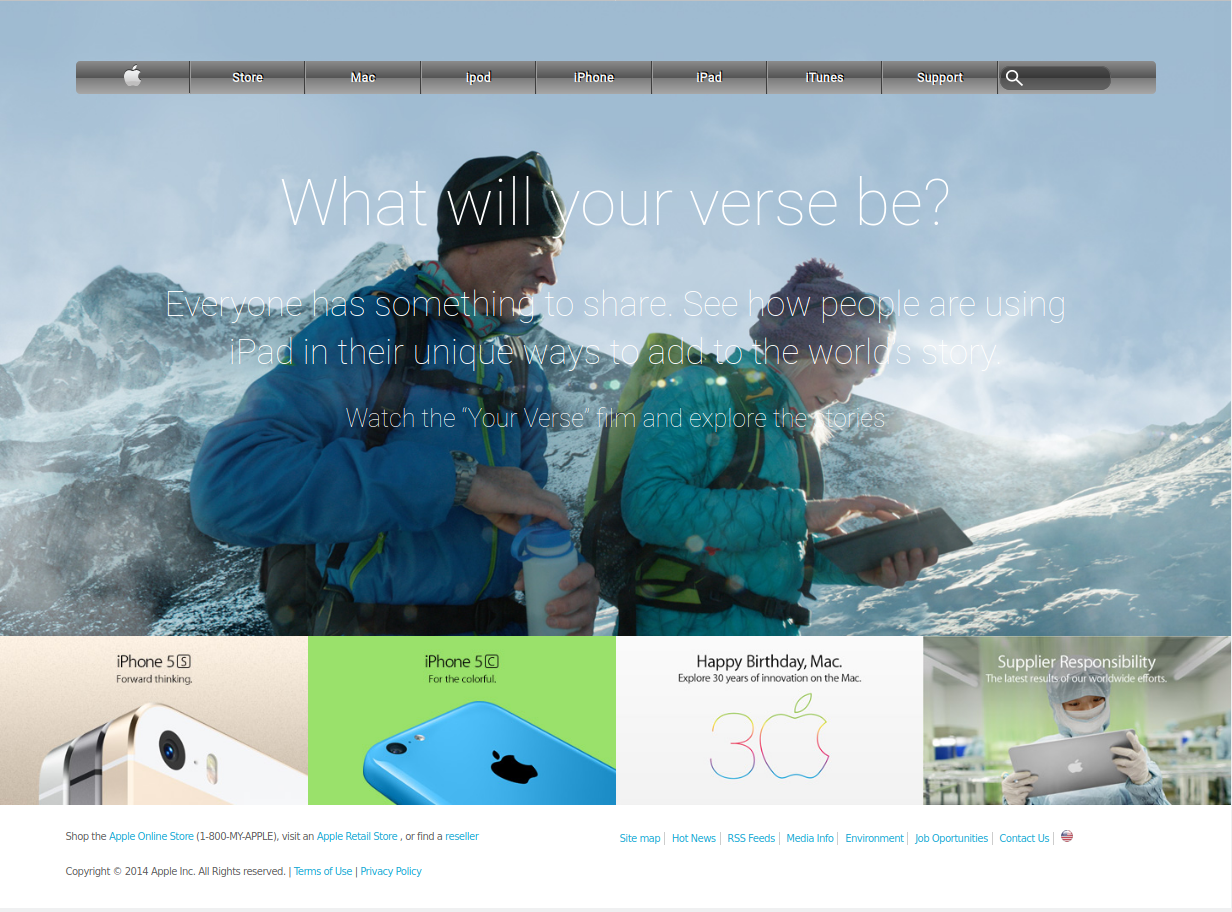 Store Mac Ipod iPhone iPad iTunes Support
What will your verse be?
Everyone has something to share. See how people are using
iPad in their unique ways to add to the world's story.
Watch the “Your Verse” film and explore the stories
iPhone 5S
Forward thinking.
iPhone 5C
For the colorful.
Happy Birthday, Mac.
Explore 30 years of innovation on the Mac.
30
Supplier Responsibility
The latest results of our worldwide efforts.
Shop the Apple Online Store (1-800-MY-APPLE), visit an Apple Retail Store , or find a reseller
Site map | Hot News | RSS Feeds | Media Info | Environment | Job Oportunities | Contact Us |
Copyright © 2014 Apple Inc. All Rights reserved. | Terms of Use | Privacy Policy